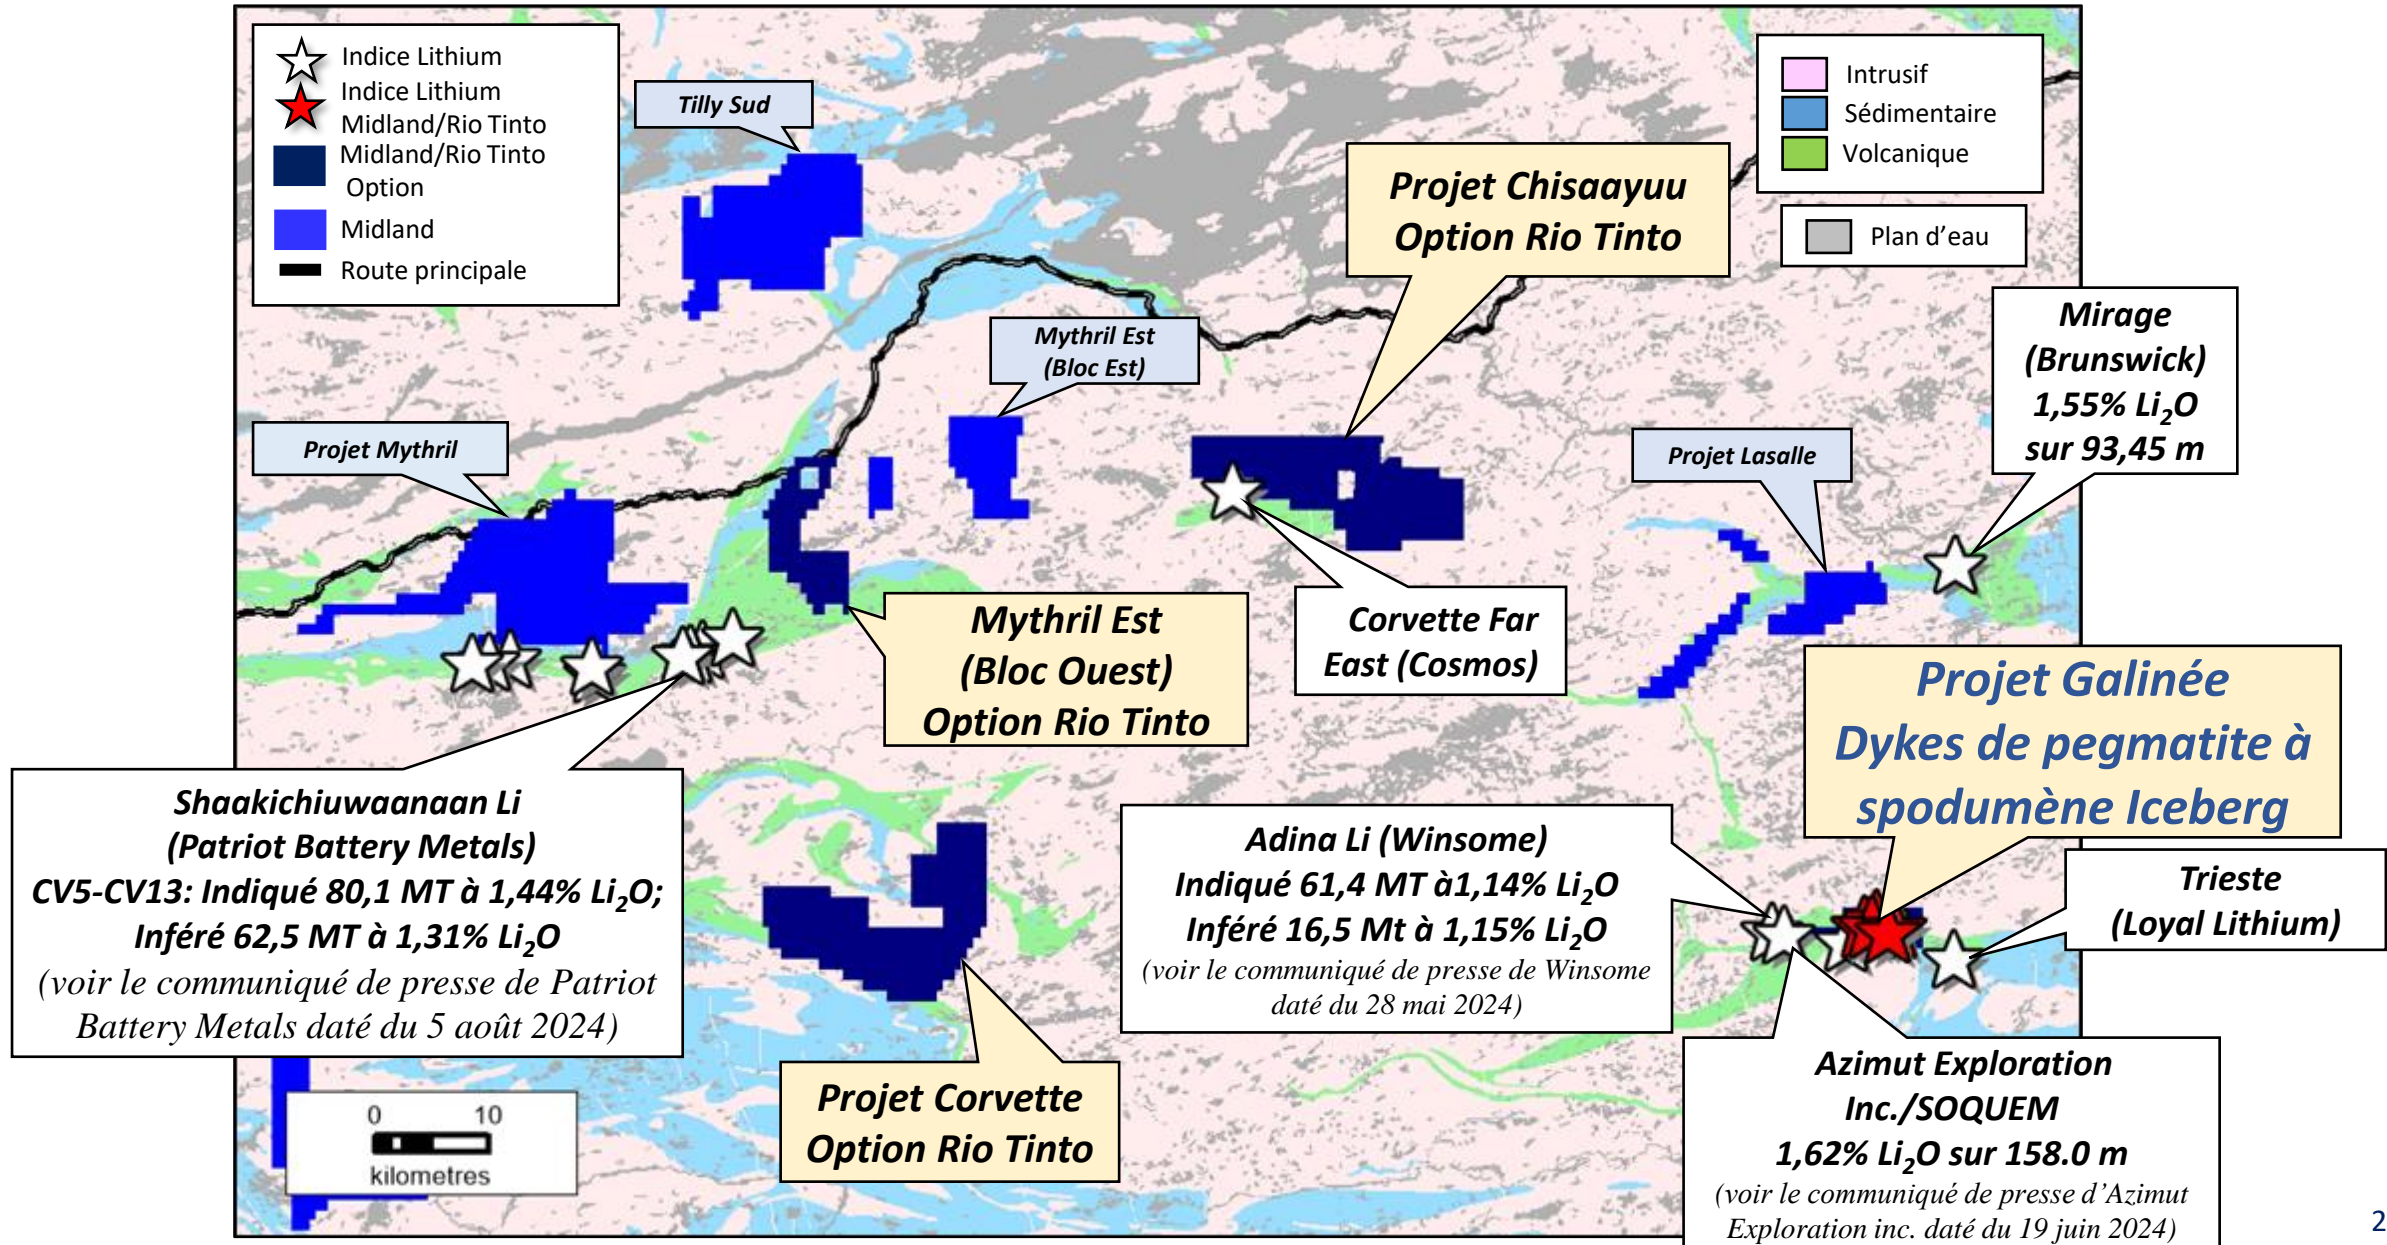 Indice Lithium
Indice Lithium
Midland/Rio Tinto
Midland/Rio Tinto
Option
Midland
Route principale
Tilly Sud
Intrusif
Sédimentaire
Volcanique
Plan d’eau
Projet Chisaayuu
Option Rio Tinto
Mythril Est
(Bloc Est)
Mirage
(Brunswick)
1,55% Li₂O
sur 93,45 m
Projet Mythril
Projet Lasalle
Mythril Est
(Bloc Ouest)
Option Rio Tinto
Corvette Far
East (Cosmos)
Projet Galinée
Dykes de pegmatite à
spodumène Iceberg
Shaakichiuwaanaan Li
(Patriot Battery Metals)
CV5-CV13: Indiqué 80,1 MT à 1,44% Li₂O;
Inféré 62,5 MT à 1,31% Li₂O
(voir le communiqué de presse de Patriot
Battery Metals daté du 5 août 2024)
Adina Li (Winsome)
Indiqué 61,4 MT à1,14% Li₂O
Inféré 16,5 Mt à 1,15% Li₂O
(voir le communiqué de presse de Winsome
daté du 28 mai 2024)
Trieste
(Loyal Lithium)
Projet Corvette
Option Rio Tinto
Azimut Exploration
Inc./SOQUEM
1,62% Li₂O sur 158.0 m
(voir le communiqué de presse d’Azimut
Exploration inc. daté du 19 juin 2024)
0 10
kilometres
2